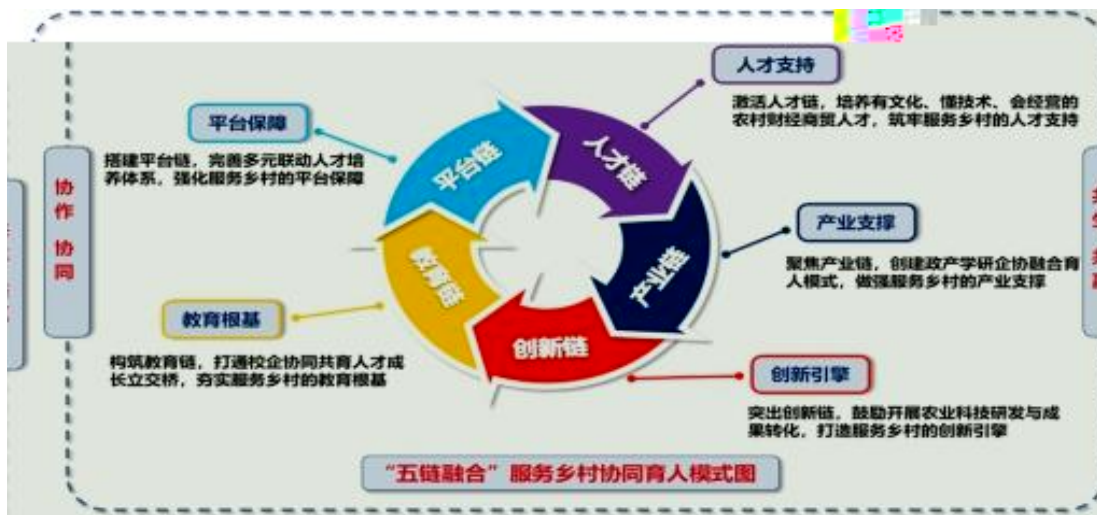 人才支持
激活人才链，培养有文化、懂技术、会经营的
农村财经商贸人才，筑牢服务乡村的人才支持
平台保障
搭建平台链，完善多元联动人才培
养体系，强化服务乡村的平台保障
协作 协同
平台链
人才链
产业支撑
聚焦产业链，创建政产学研企协融合育
人模式，做强服务乡村的产业支撑
教育链
产业链
教育根基
构筑教育链，打通校企协同共育人才成
长立交桥，夯实服务乡村的教育根基
创新链
创新引擎
突出创新链，鼓励开展农业科技研发与成
果转化，打造服务乡村的创新引擎
“五链融合”服务乡村协同育人模式图